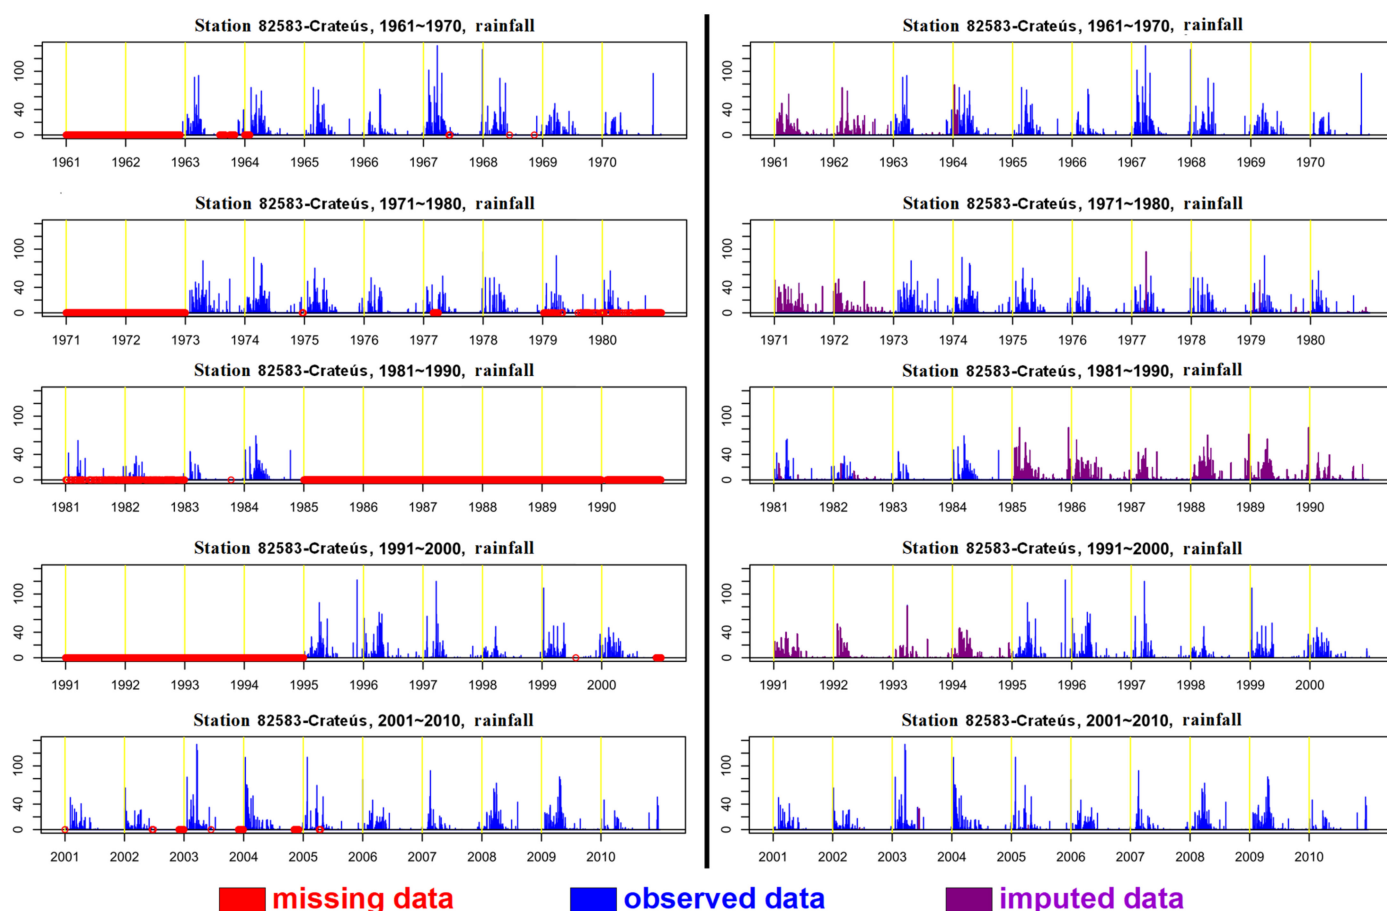 Station 82583-Crateús, 1961~1970, rainfall
100
40
0
1961 1962 1963 1964 1965 1966 1967 1968 1969 1970
Station 82583-Crateús, 1961~1970, rainfall
100
40
0
1961 1962 1963 1964 1965 1966 1967 1968 1969 1970
Station 82583-Crateús, 1971~1980, rainfall
100
40
0
1971 1972 1973 1974 1975 1976 1977 1978 1979 1980
Station 82583-Crateús, 1971~1980, rainfall
100
40
0
1971 1972 1973 1974 1975 1976 1977 1978 1979 1980
Station 82583-Crateús, 1981~1990, rainfall
100
40
0
1981 1982 1983 1984 1985 1986 1987 1988 1989 1990
Station 82583-Crateús, 1981~1990, rainfall
100
40
0
1981 1982 1983 1984 1985 1986 1987 1988 1989 1990
Station 82583-Crateús, 1991~2000, rainfall
100
40
0
1991 1992 1993 1994 1995 1996 1997 1998 1999 2000
Station 82583-Crateús, 1991~2000, rainfall
100
40
0
1991 1992 1993 1994 1995 1996 1997 1998 1999 2000
Station 82583-Crateús, 2001~2010, rainfall
100
40
0
2001 2002 2003 2004 2005 2006 2007 2008 2009 2010
Station 82583-Crateús, 2001~2010, rainfall
100
40
0
2001 2002 2003 2004 2005 2006 2007 2008 2009 2010
missing data observed data imputed data